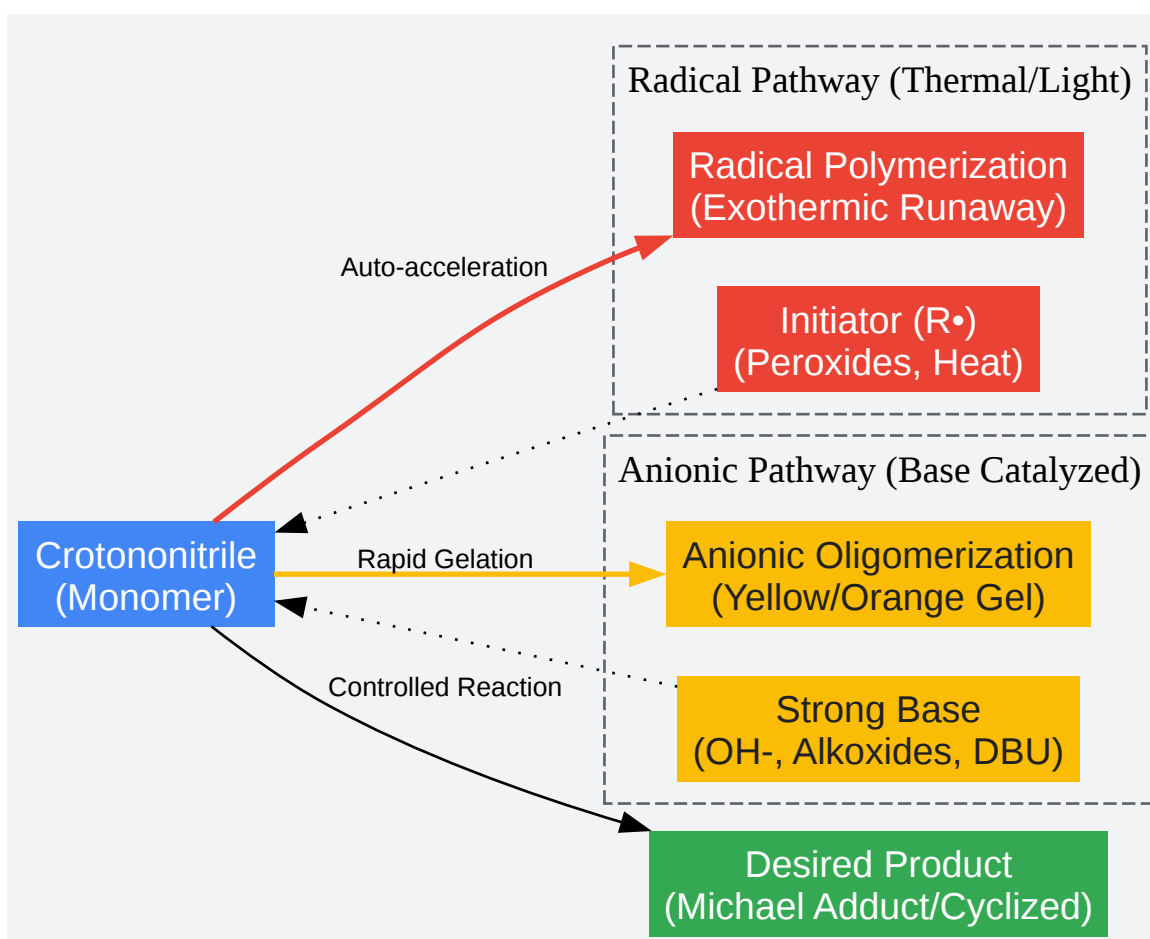 Radical Pathway (Thermal/Light)
Radical Polymerization
(Exothermic Runaway)
Auto-acceleration
Initiator (R•)
(Peroxides, Heat)
Anionic Pathway (Base Catalyzed)
Crotononitrile
(Monomer)
Rapid Gelation
Anionic Oligomerization
(Yellow/Orange Gel)
Controlled Reaction
Strong Base
(OH-, Alkoxides, DBU)
Desired Product
(Michael Adduct/Cyclized)